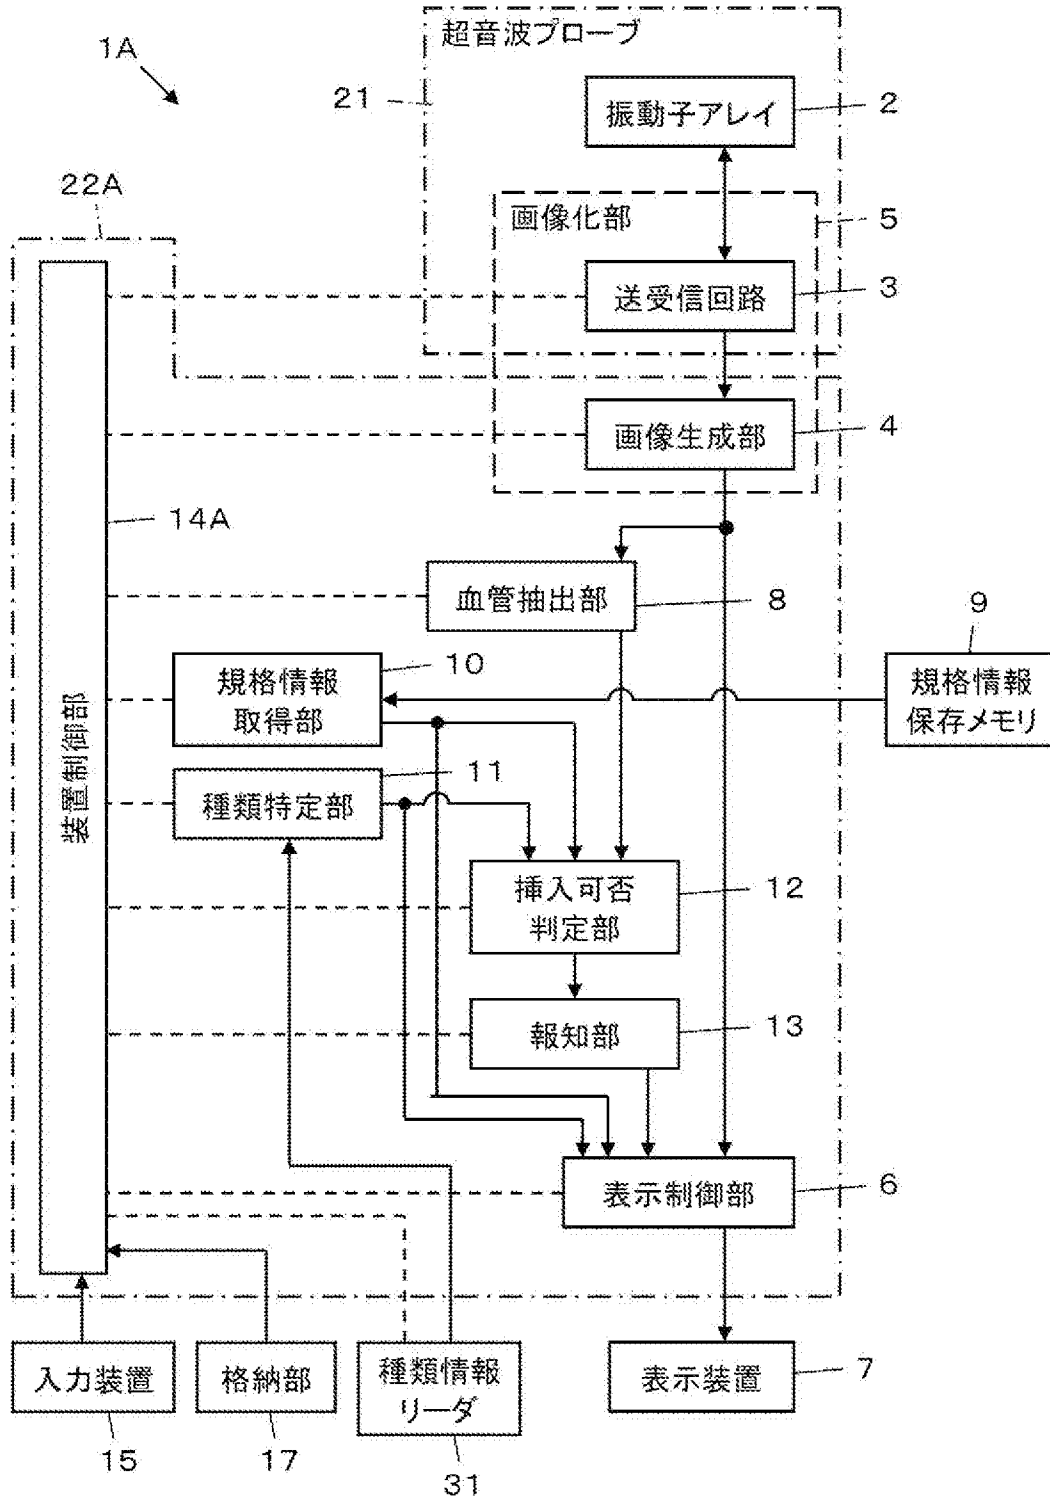 1A
超音波プローブ
21
振動子アレイ
2
22A
画像化部
5
送受信回路
3
画像生成部
4
14A
血管抽出部
8
9
規格情報
保存メモリ
10
規格情報
取得部
11
種類特定部
装置制御部
挿入可否
判定部
12
報知部
13
表示制御部
6
入力装置
15
格納部
17
種類情報
リーダ
31
表示装置
7